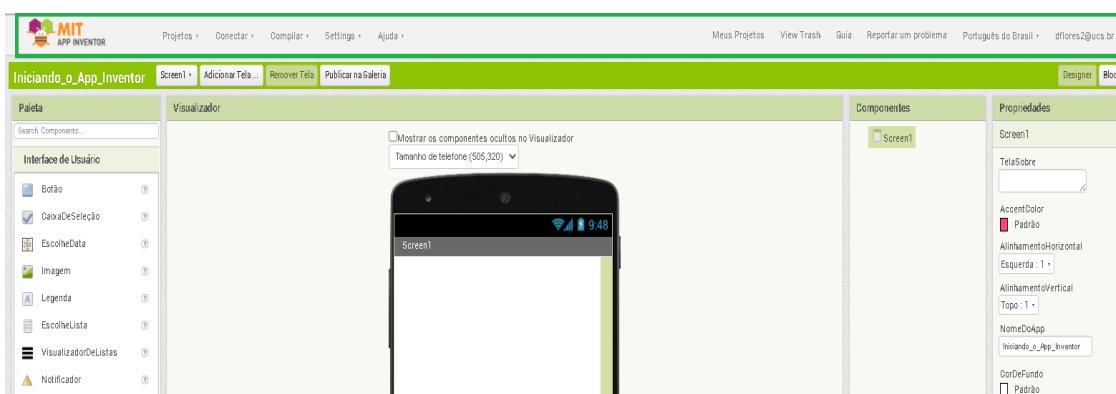 MIT
APP INVENTOR
Projetos Conectar Compilar Settings Ajuda
Meus Projetos View Trash Guia Reportar um problema Português do Brasil dflores2@ucs.br
Iniciando_o_App_Inventor
Screen1 Adicionar Tela ... Remover Tela Publicar na Galeria
Designer Bloc
Paleta
Search Components...
Interface de Usuário
Botão
CaixaDeSeleção
EscolheData
Imagem
Legenda
EscolheLista
VisualizadorDeListas
Notificador
Visualizador
Mostrar os componentes ocultos no Visualizador
Tamanho de telefone (505,320)
9:48
Screen1
Componentes
Screen1
Propriedades
Screen1
TelaSobre
AccentColor
Padrão
AlinhamentoHorizontal
Esquerda : 1
AlinhamentoVertical
Topo : 1
NomeDoApp
Iniciando_o_App_Inventor
CorDeFundo
Padrão